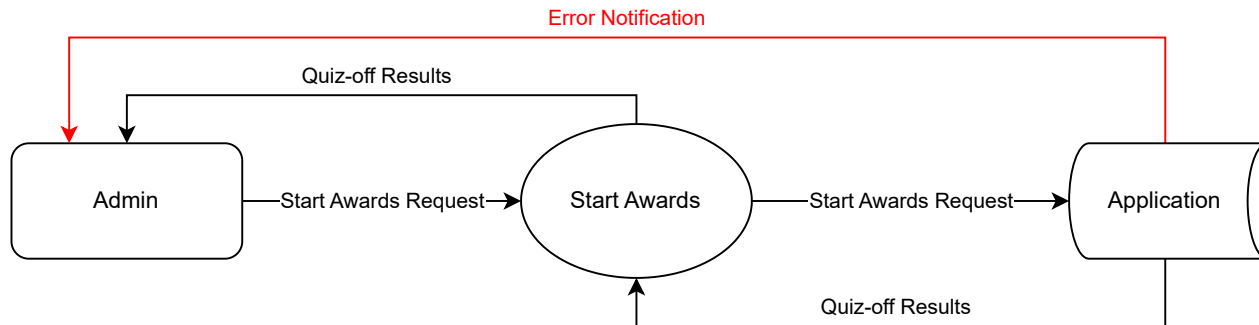 Error Notification
Quiz-off Results
Admin
Start Awards Request
Start Awards
Start Awards Request
Application
Quiz-off Results